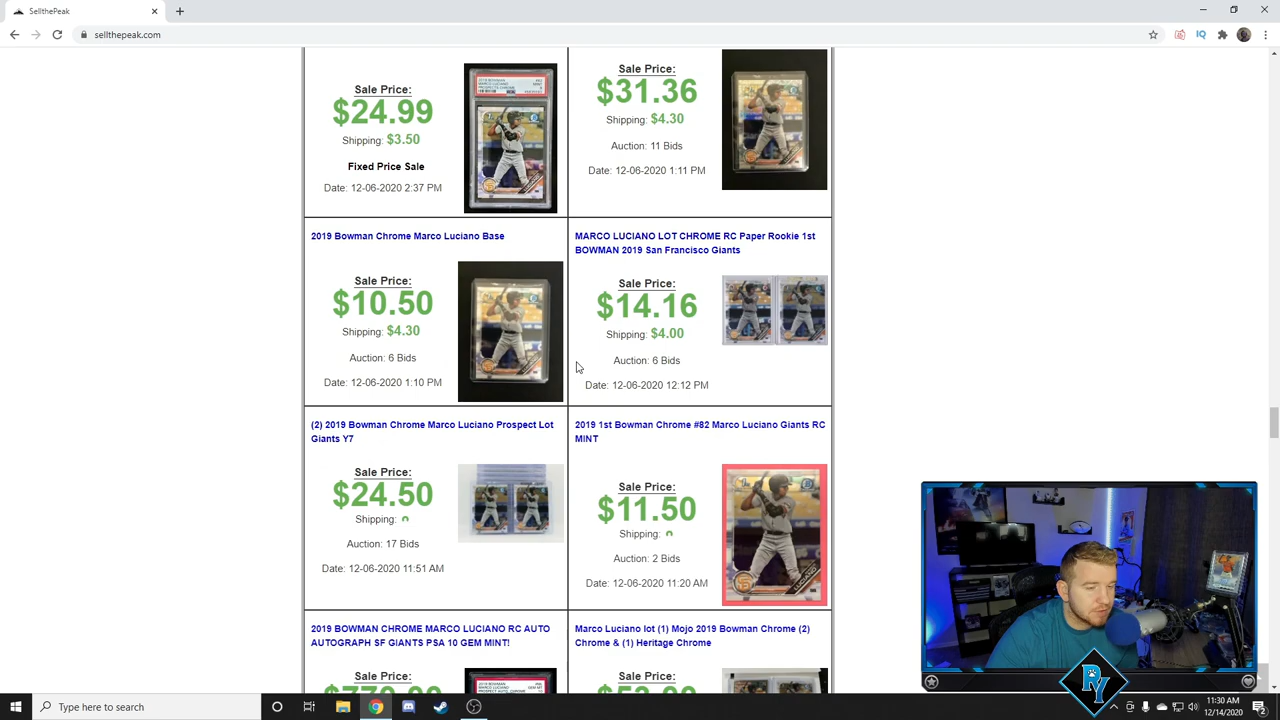 SellthePeak
sellthepeak.com
Sale Price:
$24.99
Shipping: $3.50
Fixed Price Sale
Date: 12-06-2020 2:37 PM
Sale Price:
$31.36
Shipping: $4.30
Auction: 11 Bids
Date: 12-06-2020 1:11 PM
2019 Bowman Chrome Marco Luciano Base
Sale Price:
$10.50
Shipping: $4.30
Auction: 6 Bids
Date: 12-06-2020 1:10 PM
MARCO LUCIANO LOT CHROME RC Paper Rookie 1st
BOWMAN 2019 San Francisco Giants
Sale Price:
$14.16
Shipping: $4.00
Auction: 6 Bids
Date: 12-06-2020 12:12 PM
(2) 2019 Bowman Chrome Marco Luciano Prospect Lot
Giants Y7
Sale Price:
$24.50
Shipping:
Auction: 17 Bids
Date: 12-06-2020 11:51 AM
2019 1st Bowman Chrome #82 Marco Luciano Giants RC
MINT
Sale Price:
$11.50
Shipping:
Auction: 2 Bids
Date: 12-06-2020 11:20 AM
LUCIANO
2019 BOWMAN CHROME MARCO LUCIANO RC AUTO
AUTOGRAPH SF GIANTS PSA 10 GEM MINT!
Sale Price:
Marco Luciano lot (1) Mojo 2019 Bowman Chrome (2)
Chrome & (1) Heritage Chrome
Sale Price:
RY
Type here to search
11:30 AM
12/14/2020